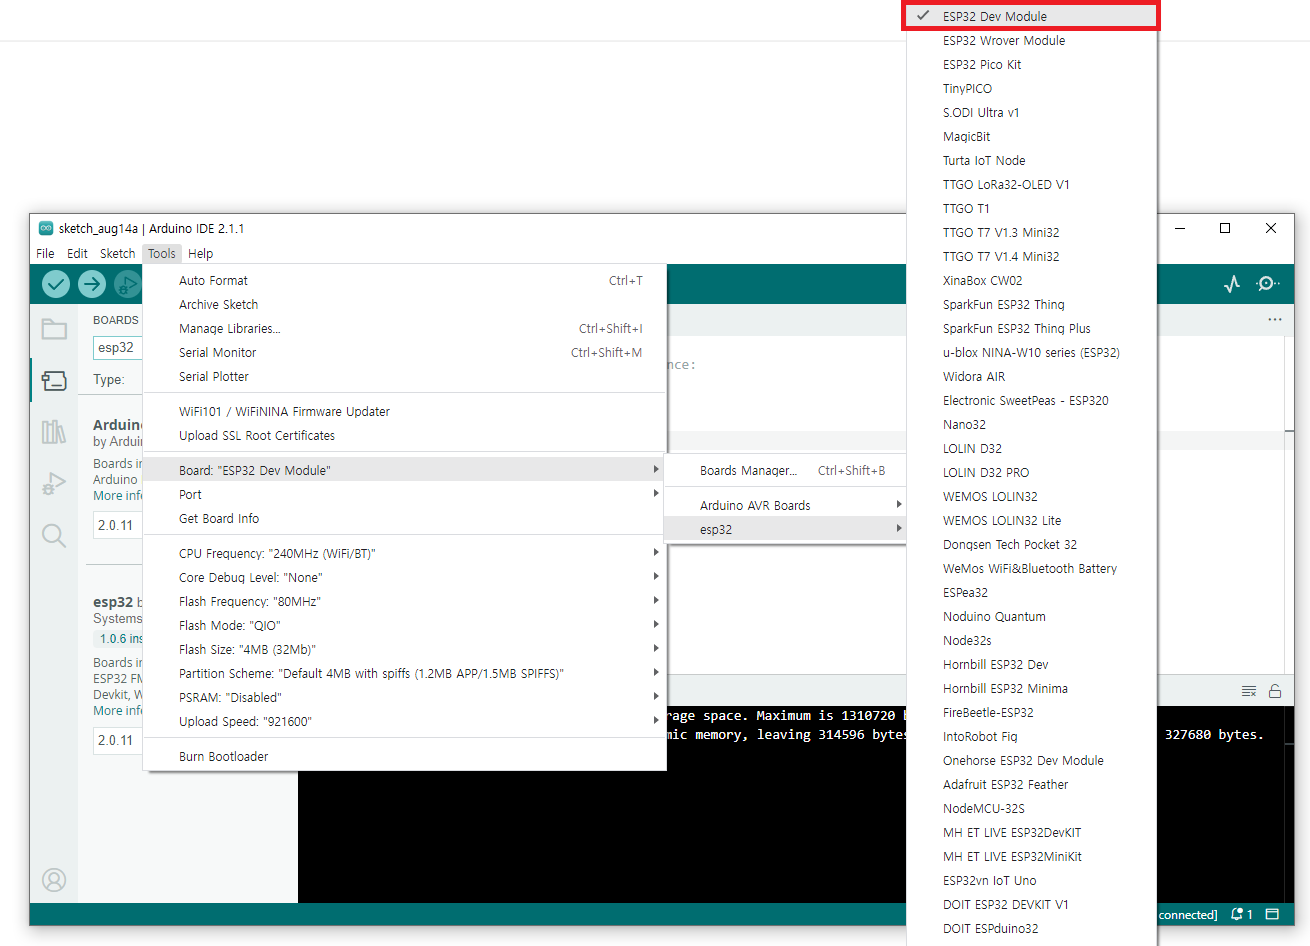 sketch_aug14a | Arduino IDE 2.1.1
File Edit Sketch Tools Help
BOARDS
esp32
Type:
Arduin
by Ardui
Boards in
Arduino
More info
2.0.11
esp32 b
Systems
1.0.6 ins
Boards in
ESP32 FM
Devkit, W
More info
2.0.11
Auto Format Ctrl+T
Archive Sketch
Manage Libraries... Ctrl+Shift+I
Serial Monitor Ctrl+Shift+M
Serial Plotter
WiFi101 / WiFiNINA Firmware Updater
Upload SSL Root Certificates
Board: "ESP32 Dev Module"
Port
Get Board Info
CPU Frequency: "240MHz (WiFi/BT)"
Core Debug Level: "None"
Flash Frequency: "80MHz"
Flash Mode: "QIO"
Flash Size: "4MB (32Mb)"
Partition Scheme: "Default 4MB with spiffs (1.2MB APP/1.5MB SPIFFS)"
PSRAM: "Disabled"
Upload Speed: "921600"
Burn Bootloader
Boards Manager... Ctrl+Shift+B
Arduino AVR Boards
esp32
ESP32 Dev Module
ESP32 Wrover Module
ESP32 Pico Kit
TinyPICO
S.ODI Ultra v1
MagicBit
Turta IoT Node
TTGO LoRa32-OLED V1
TTGO T1
TTGO T7 V1.3 Mini32
TTGO T7 V1.4 Mini32
XinaBox CW02
SparkFun ESP32 Thing
SparkFun ESP32 Thing Plus
u-blox NINA-W10 series (ESP32)
Widora AIR
Electronic SweetPeas - ESP320
Nano32
LOLIN D32
LOLIN D32 PRO
WEMOS LOLIN32
WEMOS LOLIN32 Lite
Dongsen Tech Pocket 32
WeMos WiFi&Bluetooth Battery
ESPea32
Noduino Quantum
Node32s
Hornbill ESP32 Dev
Hornbill ESP32 Minima
FireBeetle-ESP32
IntoRobot Fig
Onehorse ESP32 Dev Module
Adafruit ESP32 Feather
NodeMCU-32S
MH ET LIVE ESP32DevKIT
MH ET LIVE ESP32MiniKit
ESP32vn IoT Uno
DOIT ESP32 DEVKIT V1
DOIT ESPduino32
nce:
rage space. Maximum is 1310720 b
mic memory, leaving 314596 bytes 327680 bytes.
connected] 1